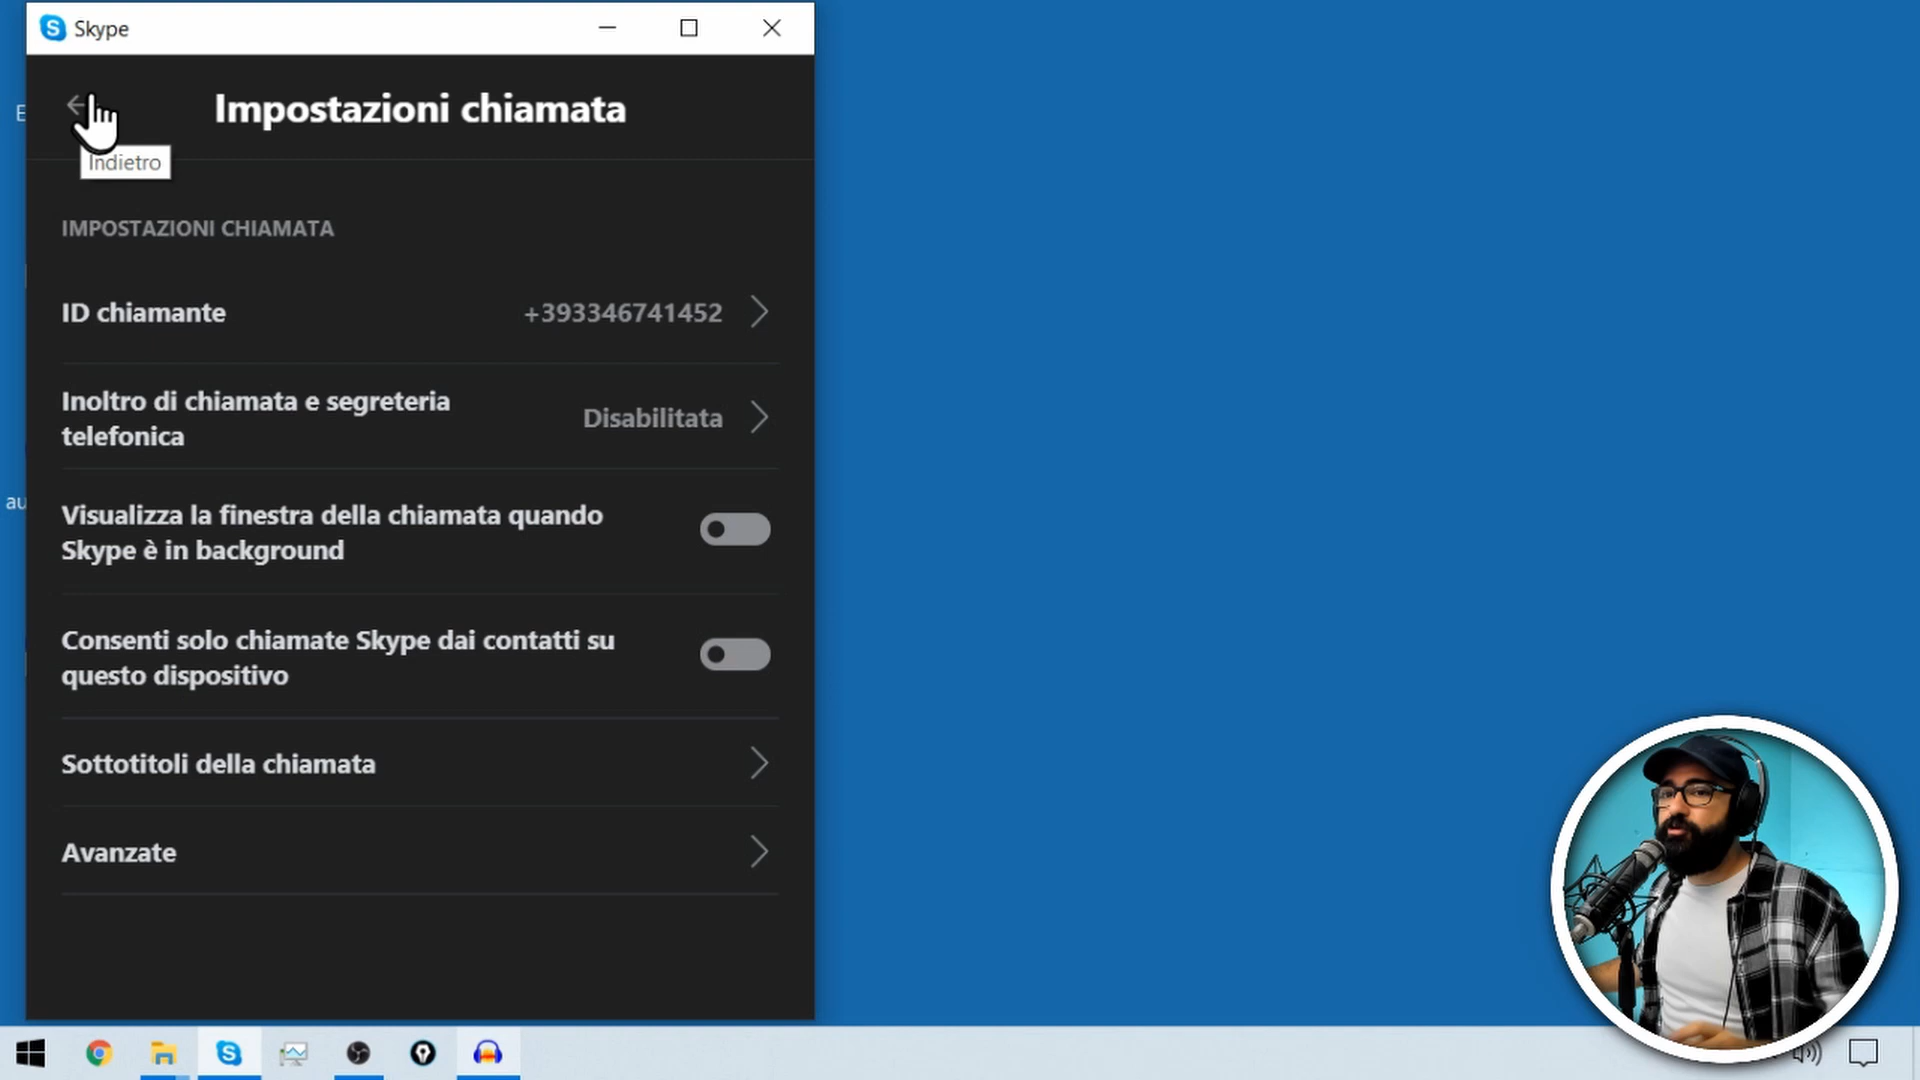 Skype
Impostazioni chiamata
Indietro
IMPOSTAZIONI CHIAMATA
ID chiamante
+393346741452
Inoltro di chiamata e segreteria
telefonica
Disabilitata
Visualizza la finestra della chiamata quando
Skype è in background
au
Consenti solo chiamate Skype dai contatti su
questo dispositivo
Sottotitoli della chiamata
Avanzate